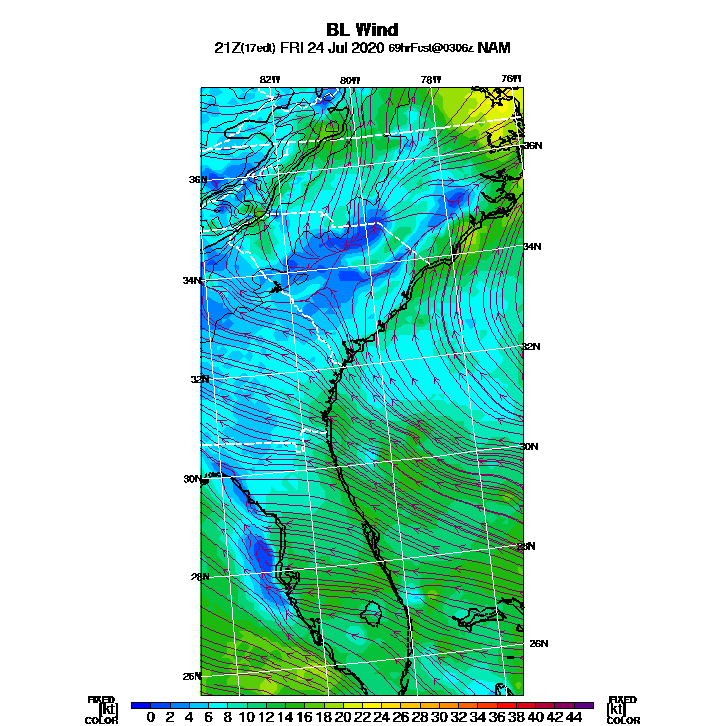 BL Wind
21Z(17edt) FRI 24 Jul 2020 69hrFcst@0306z NAM
82W 80W 78W 76W
36N
36N
34N
34N
32N
32N
30N
30N
28N
28N
26N
26N
FIXED FIXED
[kt] [kt]
COLOR COLOR
0 2 4 6 8 10 12 14 16 18 20 22 24 26 28 30 32 34 36 38 40 42 44